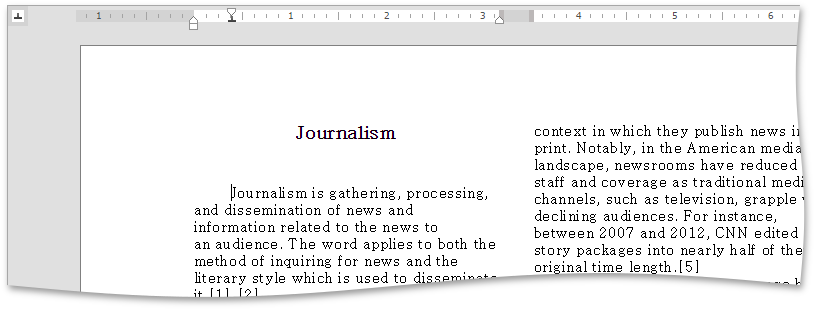 1 1 2 3 4 5 6
Journalism
Journalism is gathering, processing,
and dissemination of news and
information related to the news to
an audience. The word applies to both the
method of inquiring for news and the
literary style which is used to disseminate
it.[1] [2]
context in which they publish news in
print. Notably, in the American media
landscape, newsrooms have reduced
staff and coverage as traditional medi
channels, such as television, grapple
declining audiences. For instance,
between 2007 and 2012, CNN edited
story packages into nearly half of the
original time length.[5]